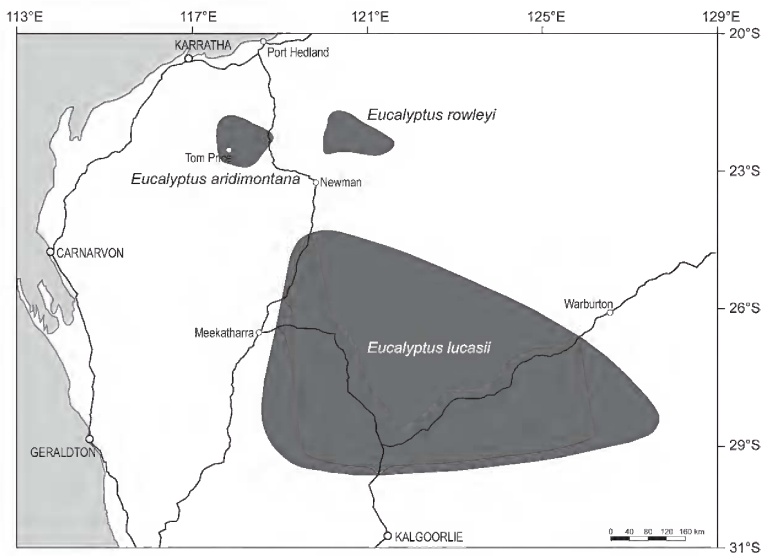 113°E 117°E 121°E 125°E 129°E
20°S
KARRATHA
Port Hedland
Eucalyptus rowleyi
Tom Price
23°S
Eucalyptus aridimontana
Newman
CARNARVON
Warburton
26°S
Meekatharra
Eucalyptus lucasii
29°S
GERALDTON
0 40 80 120 160 km
KALGOORLIE
31°S